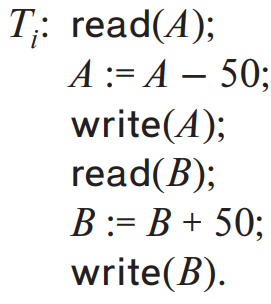 Tᵢ: read(A);
A := A − 50;
write(A);
read(B);
B := B + 50;
write(B).